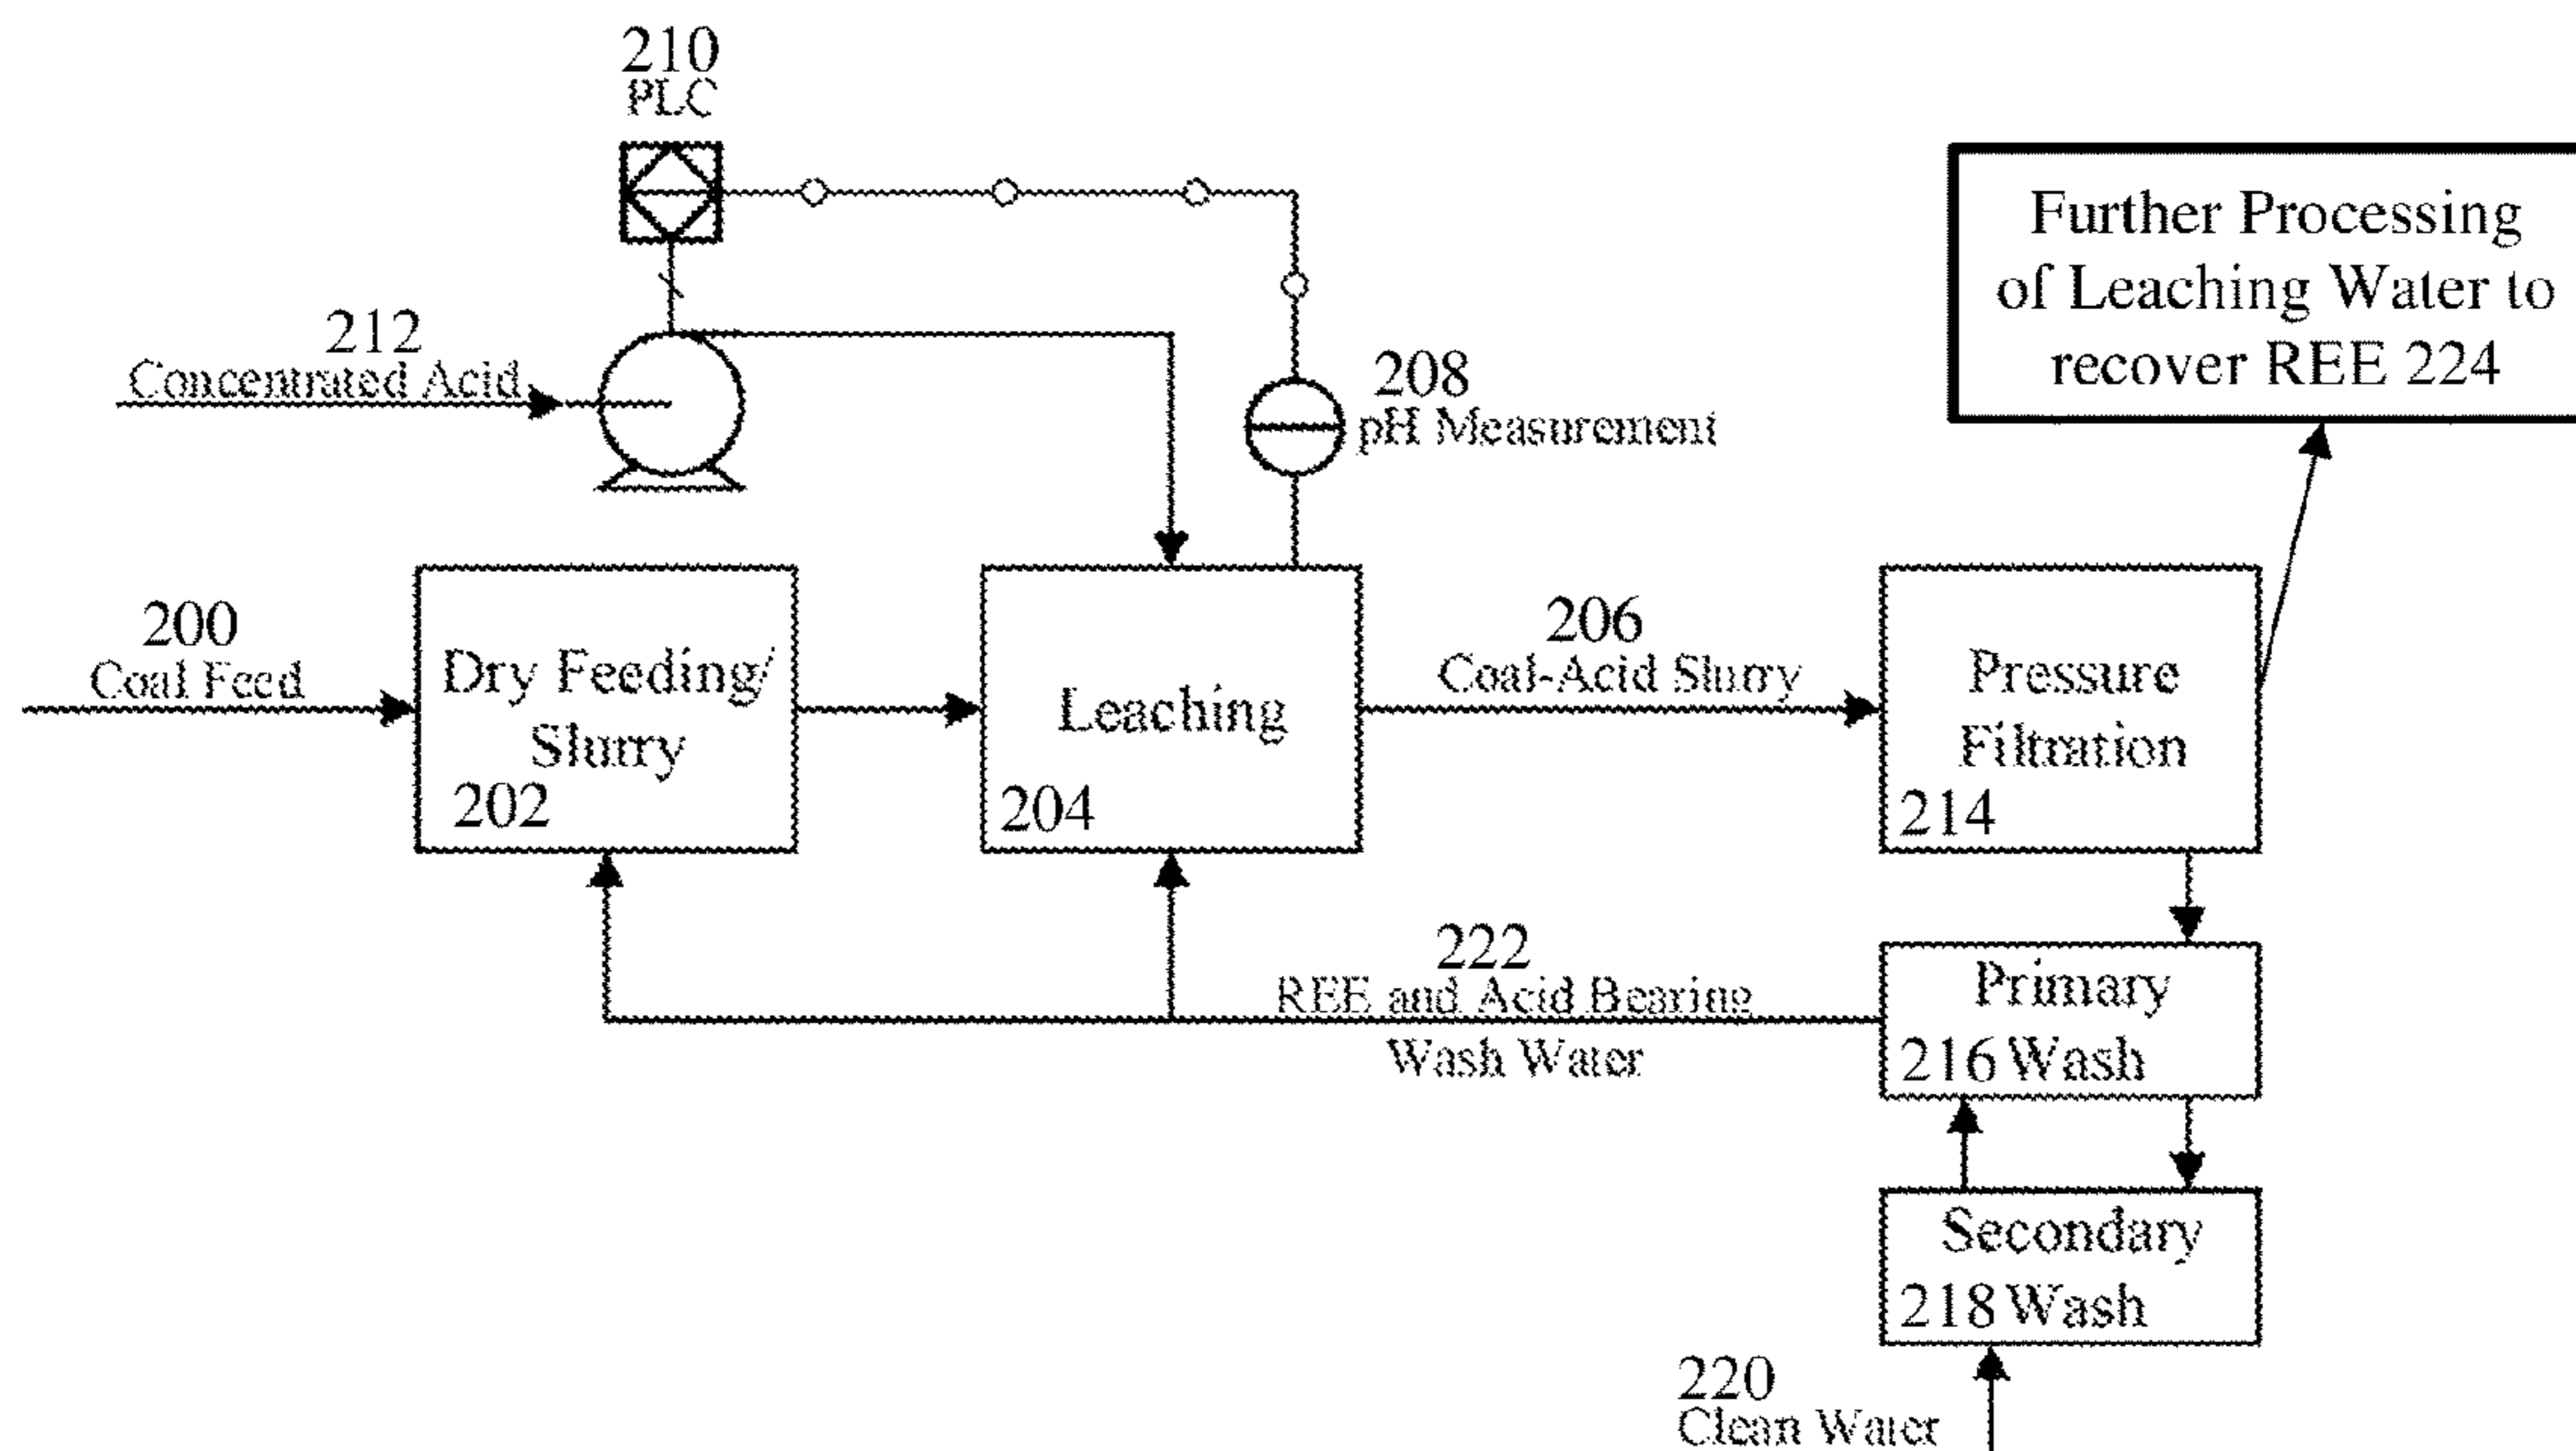 210
PLC
Further Processing
of Leaching Water to
recover REE 224
212
Concentrated Acid
208
pH Measurement
200
Coal Feed
Dry Feeding/
Slurry
202
Leaching
204
206
Coal-Acid Slurry
Pressure
Filtration
214
222
REE and Acid Bearing
Wash Water
Primary
216 Wash
Secondary
218 Wash
220
Clean Water